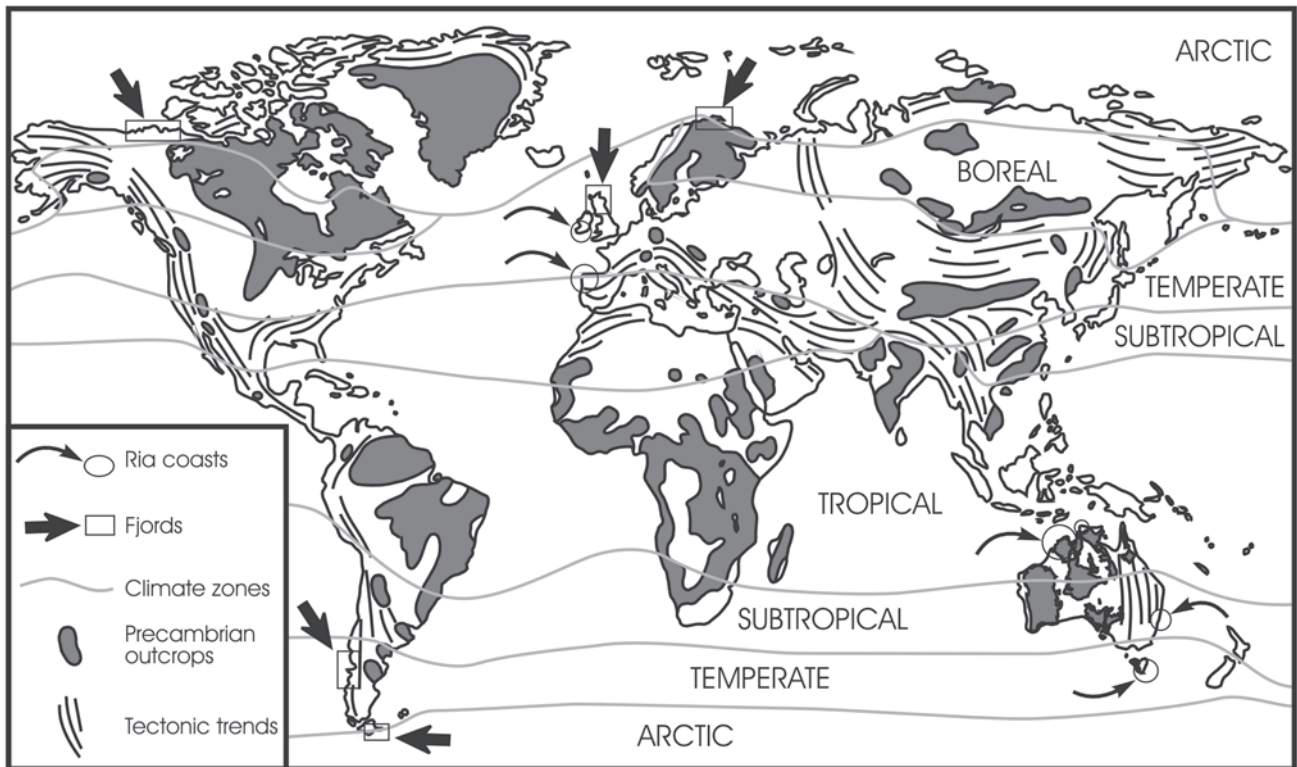 ARCTIC
BOREAL
TEMPERATE
SUBTROPICAL
TROPICAL
SUBTROPICAL
TEMPERATE
ARCTIC
Ria coasts
Fjords
Climate zones
Precambrian
outcrops
Tectonic trends